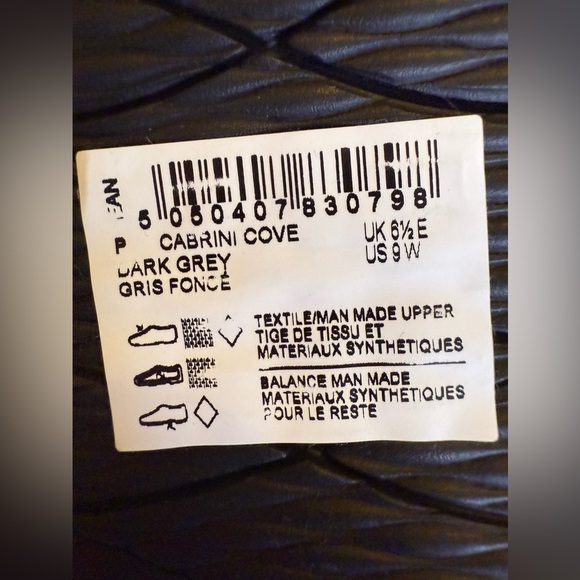 EAN
5 050407 830798
P CABRINI COVE UK 6½ E
DARK GREY US 9 W
GRIS FONCE
TEXTILE/MAN MADE UPPER
TIGE DE TISSU ET
MATERIAUX SYNTHETIQUES
BALANCE MAN MADE
MATERIAUX SYNTHETIQUES
POUR LE RESTE